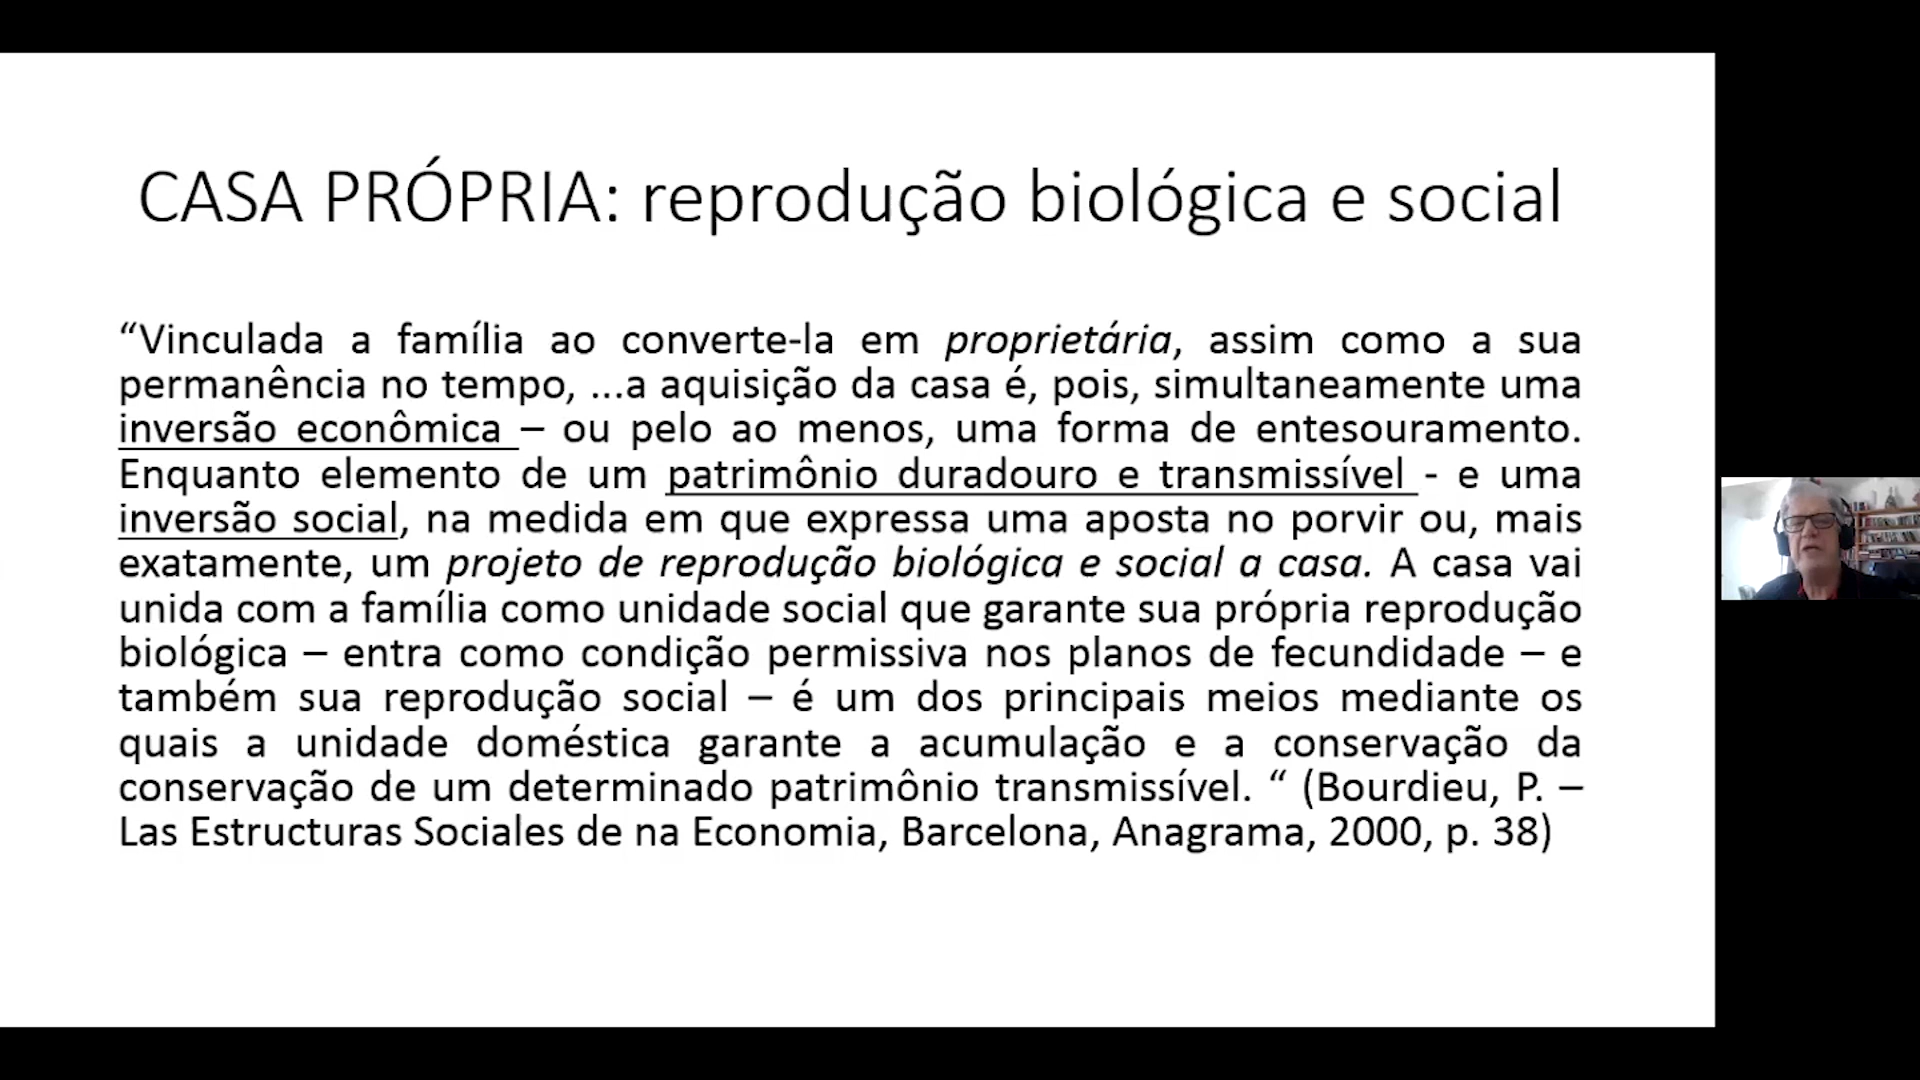 CASA PRÓPRIA: reprodução biológica e social
“Vinculada a família ao converte-la em proprietária, assim como a sua
permanência no tempo, ...a aquisição da casa é, pois, simultaneamente uma
inversão econômica – ou pelo ao menos, uma forma de entesouramento.
Enquanto elemento de um patrimônio duradouro e transmissível - e uma
inversão social, na medida em que expressa uma aposta no porvir ou, mais
exatamente, um projeto de reprodução biológica e social a casa. A casa vai
unida com a família como unidade social que garante sua própria reprodução
biológica – entra como condição permissiva nos planos de fecundidade – e
também sua reprodução social – é um dos principais meios mediante os
quais a unidade doméstica garante a acumulação e a conservação da
conservação de um determinado patrimônio transmissível. “ (Bourdieu, P. –
Las Estructuras Sociales de na Economia, Barcelona, Anagrama, 2000, p. 38)